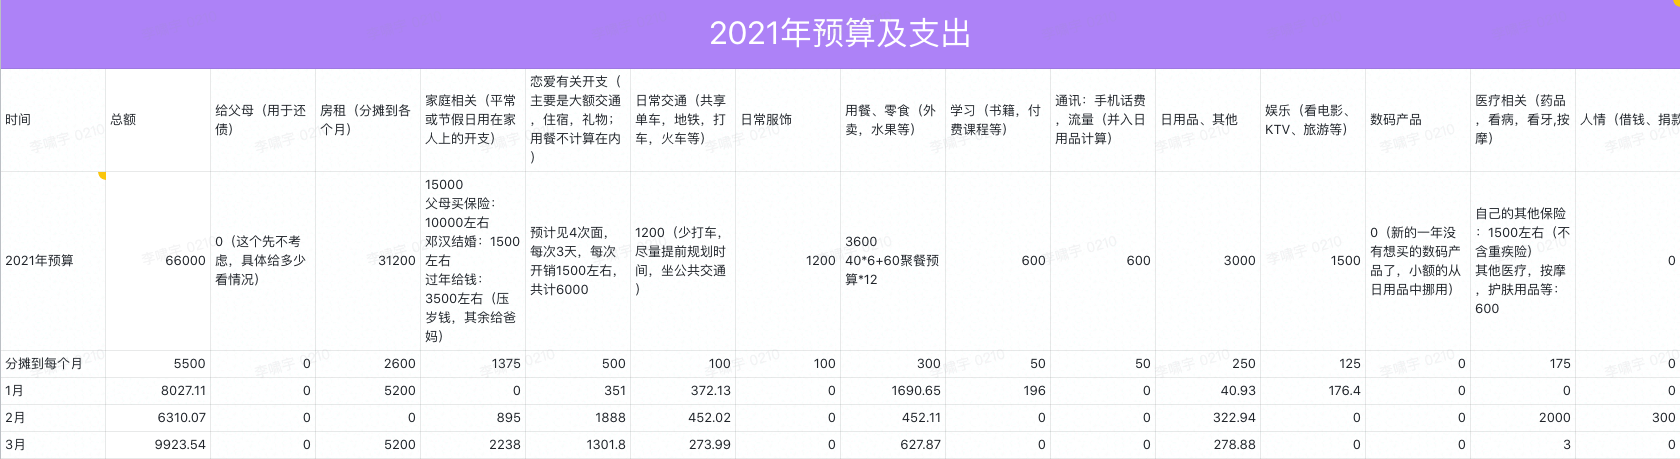 2021年预算及支出
时间
总额
给父母（用于还
债）
房租（分摊到各
个月）
家庭相关（平常
或节假日用在家
人上的开支）
恋爱有关开支（
主要是大额交通
，住宿，礼物；
用餐不计算在内
）
日常交通（共享
单车，地铁，打
车，火车等）
日常服饰
用餐、零食（外
卖，水果等）
学习（书籍，付
费课程等）
通讯：手机话费
，流量（并入日
用品计算）
日用品、其他
娱乐（看电影、
KTV、旅游等）
数码产品
医疗相关（药品
，看病，看牙,按
摩）
人情（借钱、捐款
2021年预算
66000
0（这个先不考
虑，具体给多少
看情况）
31200
15000
父母买保险：
10000左右
邓汉结婚：1500
左右
过年给钱：
3500左右（压
岁钱，其余给爸
妈）
预计见4次面，
每次3天，每次
开销1500左右，
共计6000
1200（少打车，
尽量提前规划时
间，坐公共交通
）
1200
3600
40*6+60聚餐预
算*12
600
600
3000
1500
0（新的一年没
有想买的数码产
品了，小额的从
日用品中挪用）
自己的其他保险
：1500左右（不
含重疾险）
其他医疗，按摩
，护肤用品等：
600
0
分摊到每个月 5500 0 2600 1375 500 100 100 300 50 50 250 125 0 175 0
1月 8027.11 0 5200 0 351 372.13 0 1690.65 196 0 40.93 176.4 0 0 0
2月 6310.07 0 0 895 1888 452.02 0 452.11 0 0 322.94 0 0 2000 300
3月 9923.54 0 5200 2238 1301.8 273.99 0 627.87 0 0 278.88 0 0 3 0